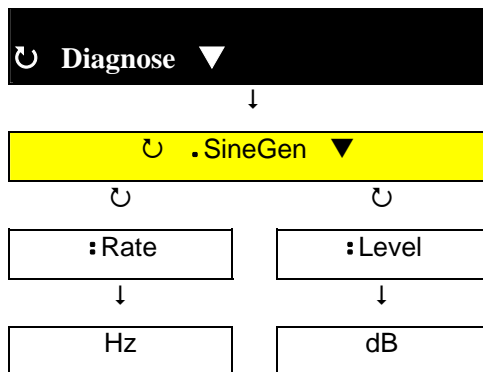 ↻ Diagnose ▼
↓
↻ .SineGen ▼
↻ ↻
:Rate :Level
↓ ↓
Hz dB